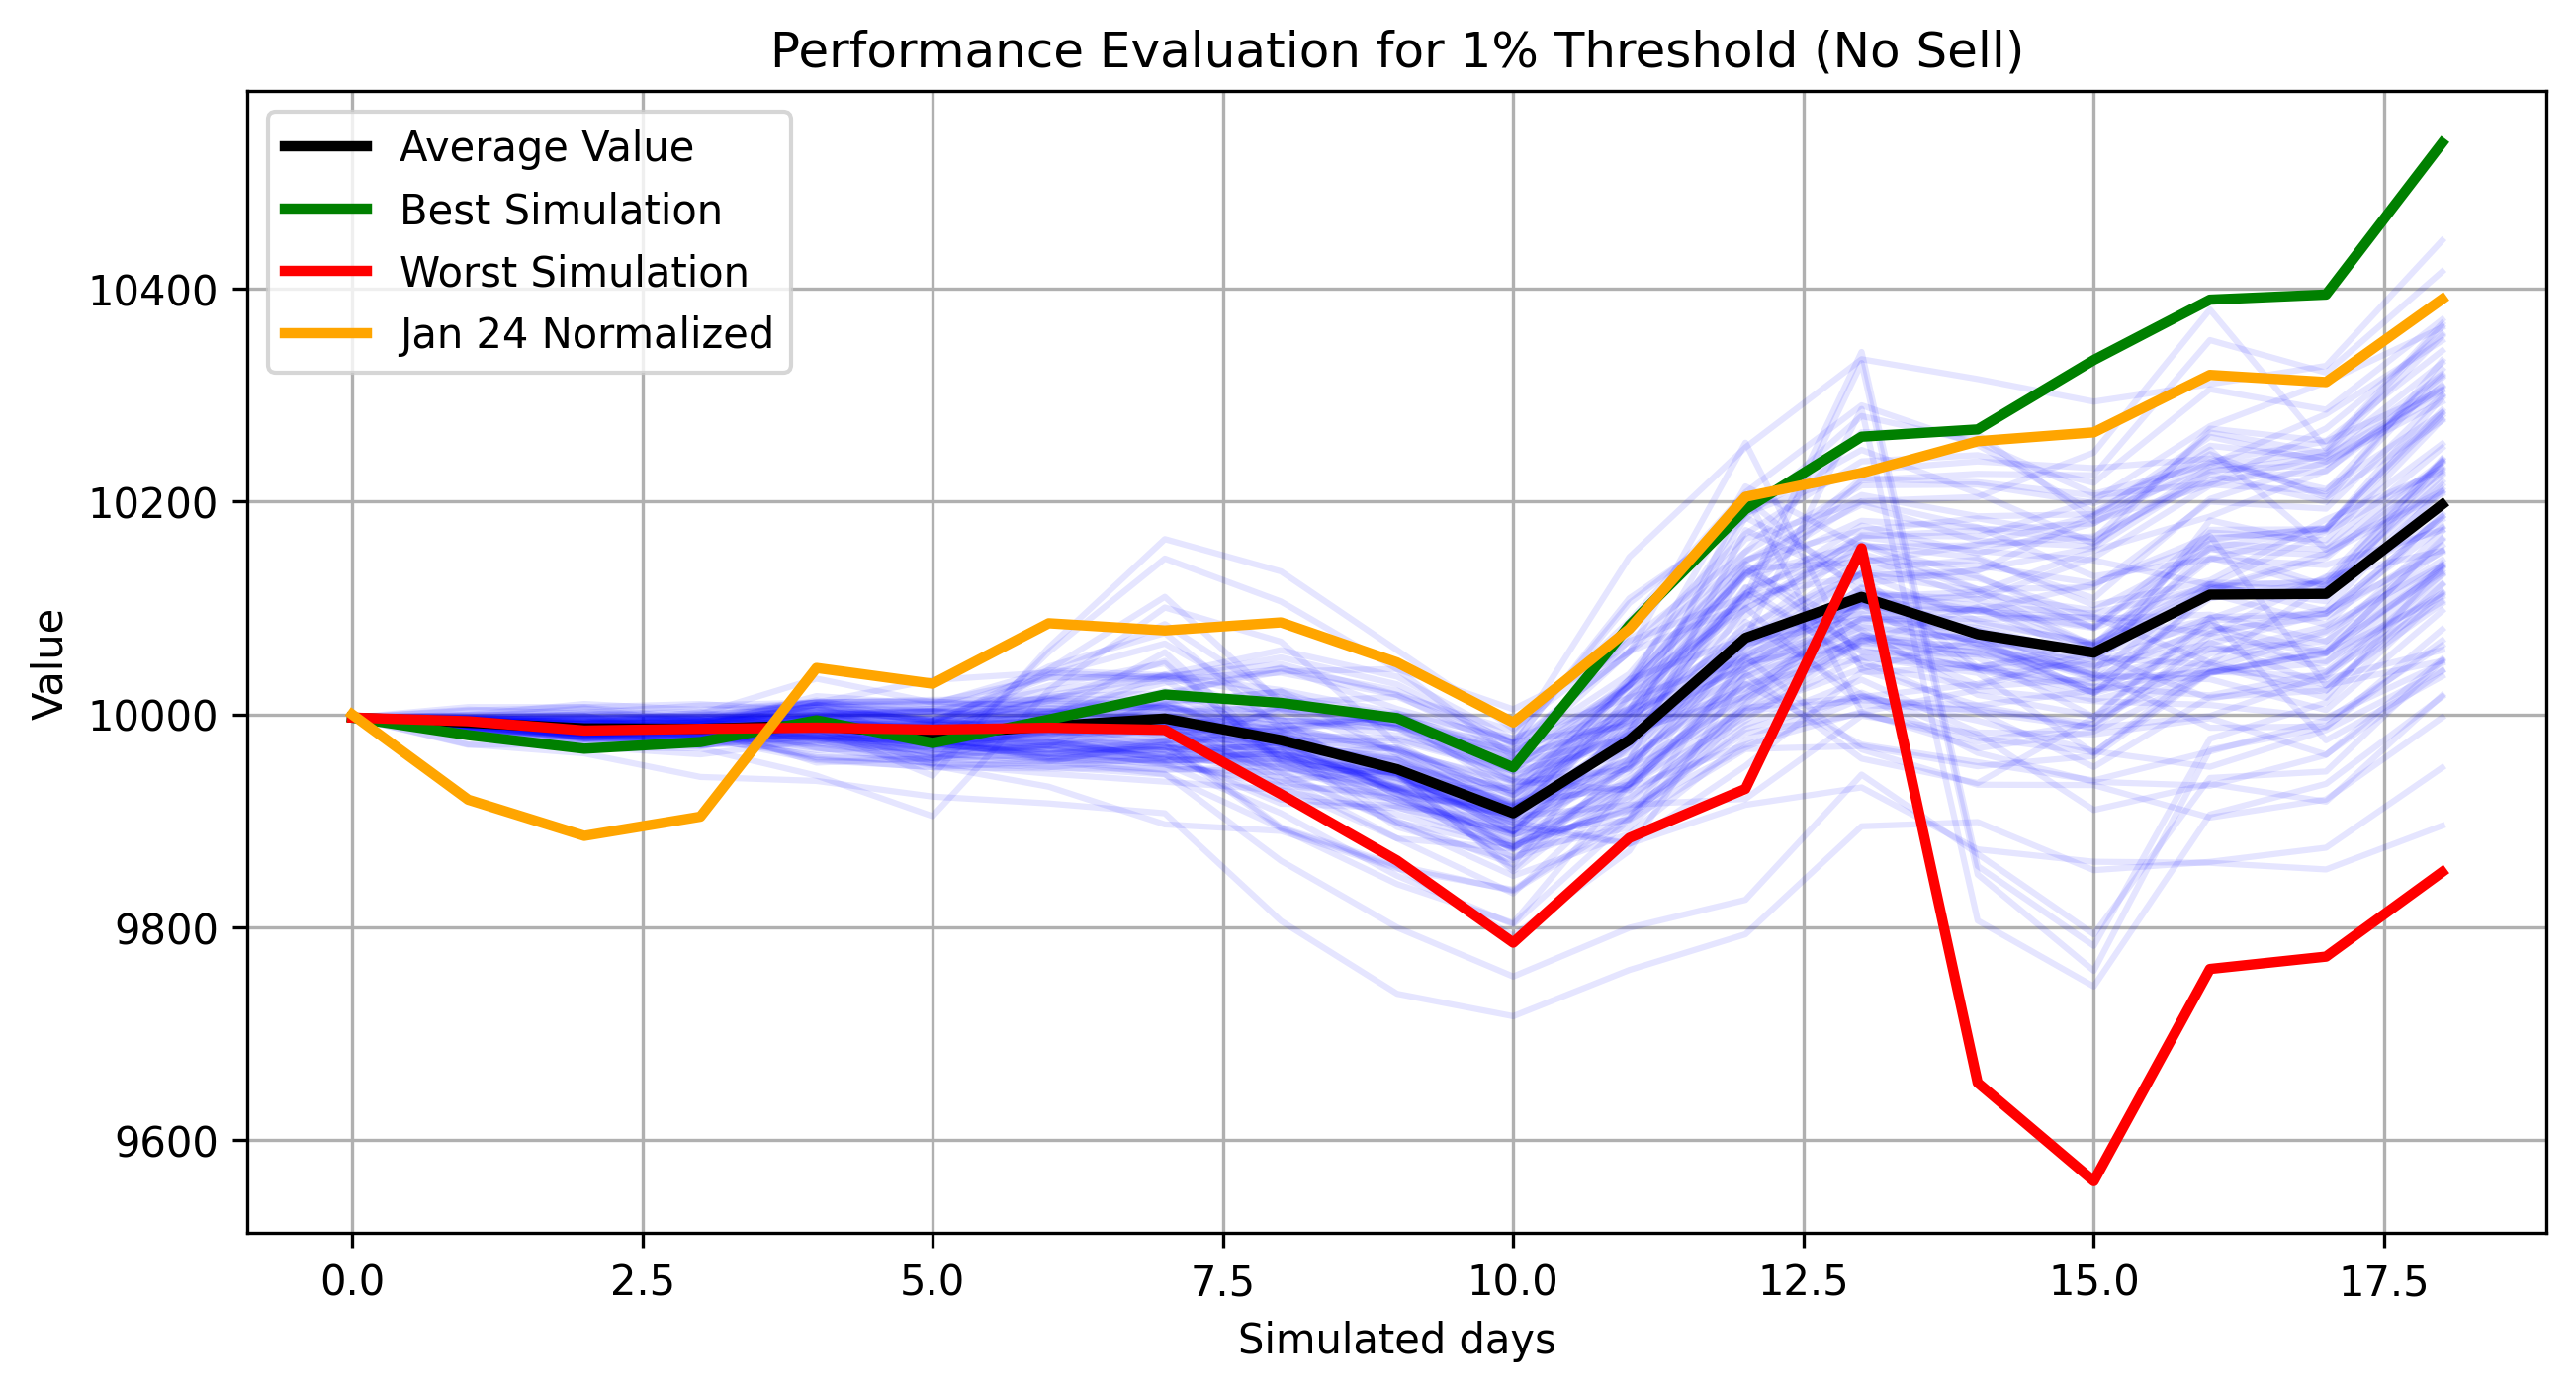 Performance Evaluation for 1% Threshold (No Sell)
Average Value
Best Simulation
Worst Simulation
Jan 24 Normalized
Value
10400
10200
10000
9800
9600
0.0 2.5 5.0 7.5 10.0 12.5 15.0 17.5
Simulated days